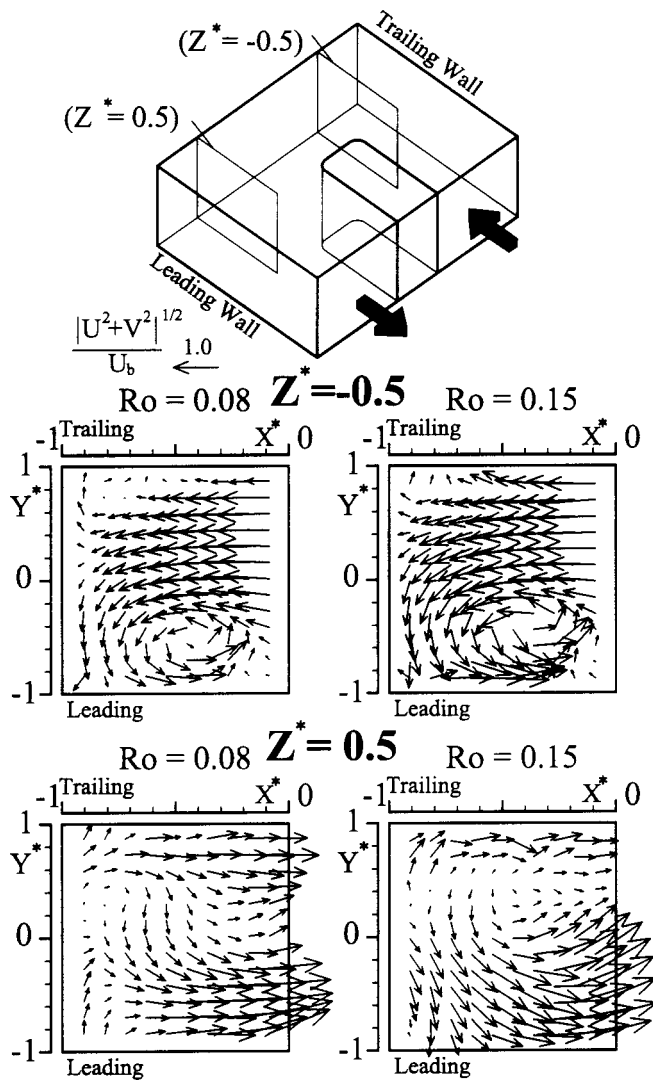 (Z* = -0.5)
Trailing Wall
(Z* = 0.5)
Leading Wall
|U²+V²|^1/2
U_b
1.0
Z*=-0.5
Ro = 0.08
Ro = 0.15
-1 Trailing X* 0
-1 Trailing X* 0
1
Y*
0
-1
Leading
1
Y*
0
-1
Leading
Z*= 0.5
Ro = 0.08
Ro = 0.15
-1 Trailing X* 0
-1 Trailing X* 0
1
Y*
0
-1
Leading
1
Y*
0
-1
Leading